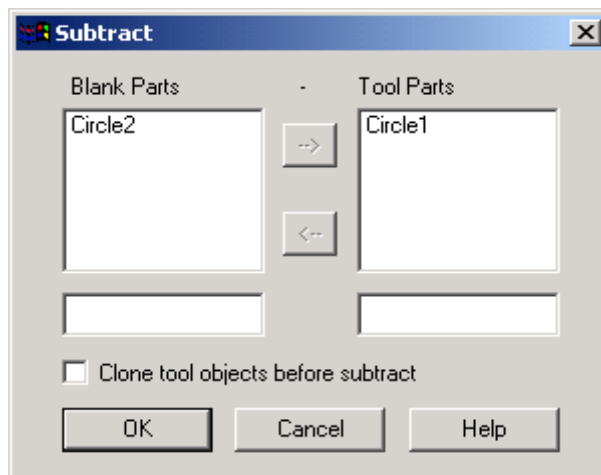 Subtract
Blank Parts - Tool Parts
Circle2 Circle1
-->
<--
Clone tool objects before subtract
OK Cancel Help